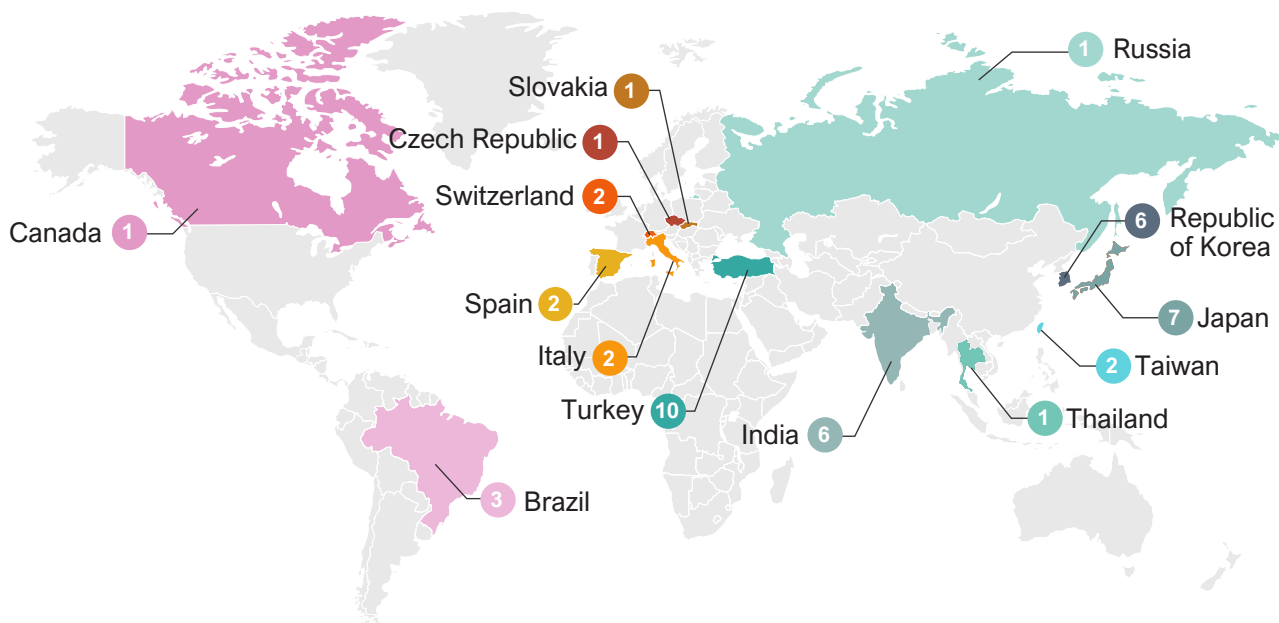 1 Russia
Slovakia 1
Czech Republic 1
Switzerland 2
Canada 1
6 Republic
of Korea
Spain 2
7 Japan
Italy 2
2 Taiwan
Turkey 10
1 Thailand
India 6
3 Brazil